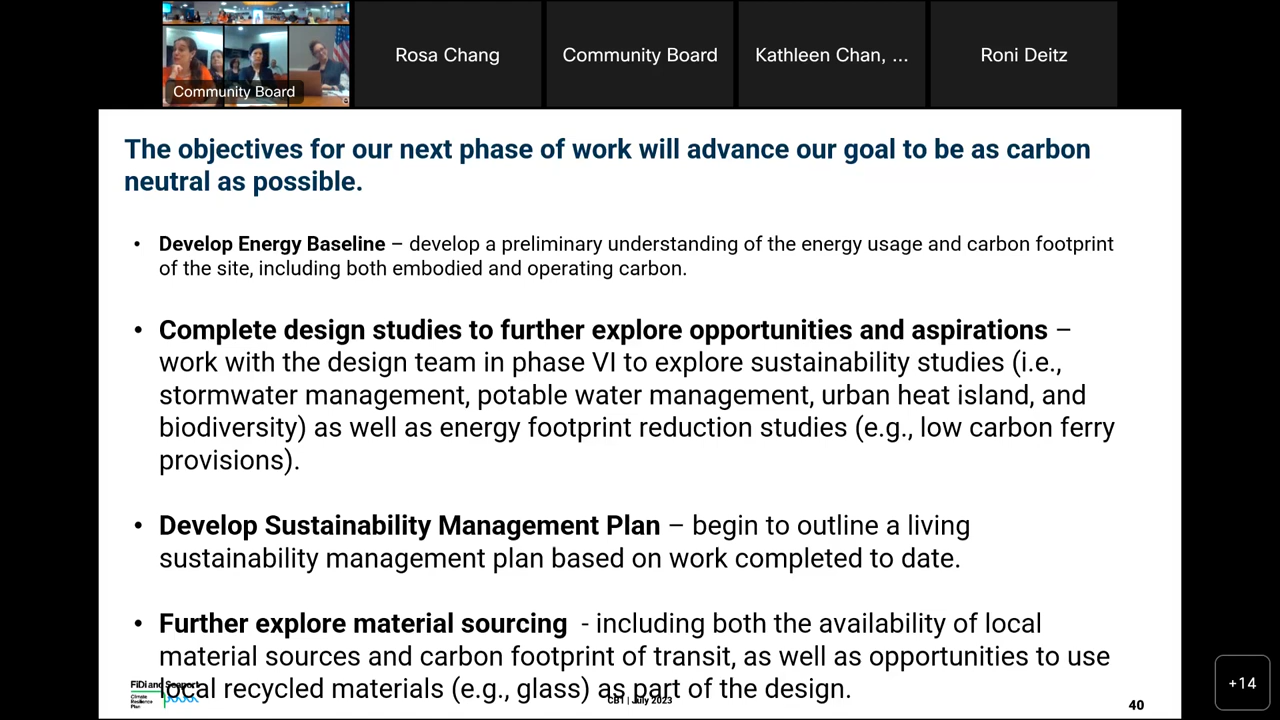 Community Board
Rosa Chang
Community Board
Kathleen Chan, ...
Roni Deitz
The objectives for our next phase of work will advance our goal to be as carbon
neutral as possible.
• Develop Energy Baseline – develop a preliminary understanding of the energy usage and carbon footprint
of the site, including both embodied and operating carbon.
• Complete design studies to further explore opportunities and aspirations –
work with the design team in phase VI to explore sustainability studies (i.e.,
stormwater management, potable water management, urban heat island, and
biodiversity) as well as energy footprint reduction studies (e.g., low carbon ferry
provisions).
• Develop Sustainability Management Plan – begin to outline a living
sustainability management plan based on work completed to date.
• Further explore material sourcing - including both the availability of local
material sources and carbon footprint of transit, as well as opportunities to use
local recycled materials (e.g., glass) as part of the design.
FiDi and Seaport
Climate
Resilience
Plan
CB1 | July 2023
40
+14